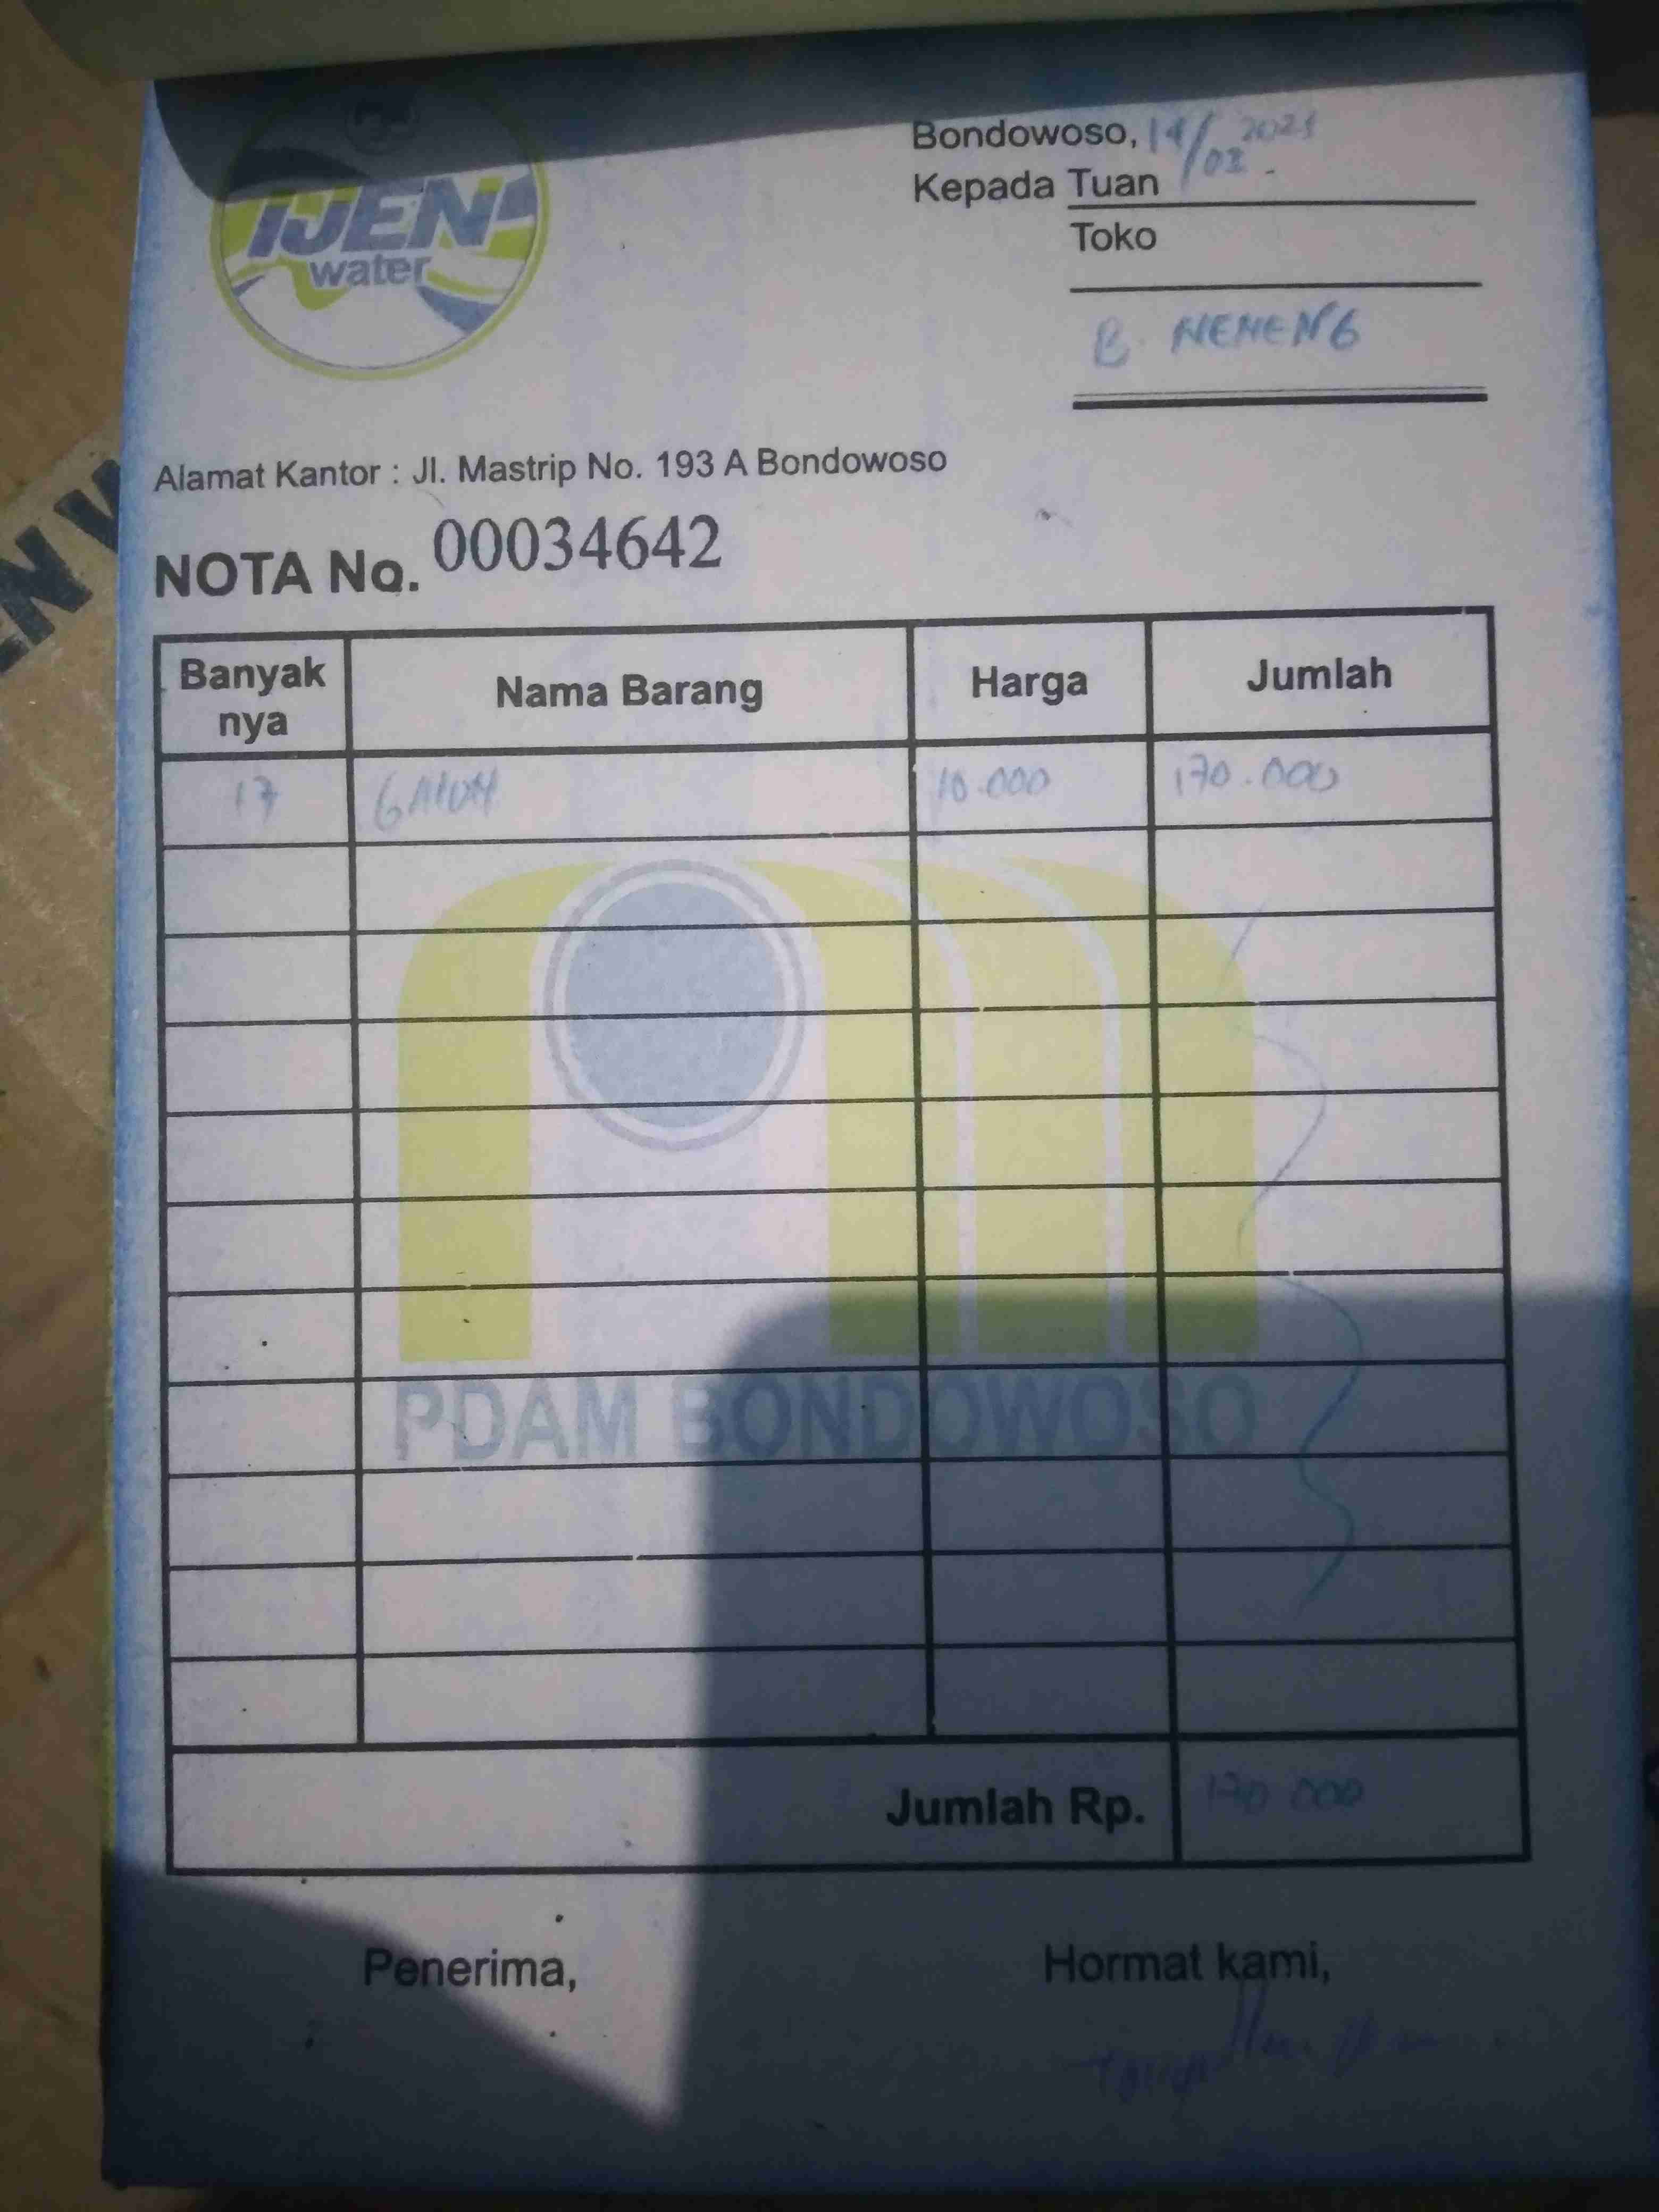 IJEN
water
Bondowoso, 14/02 2021
Kepada Tuan
Toko
B. NENENG
Alamat Kantor : Jl. Mastrip No. 193 A Bondowoso
NOTA No. 00034642
Banyak nya Nama Barang Harga Jumlah
17 GAlON 10.000 170.000
PDAM BONDOWOSO
Jumlah Rp. 170 000
Penerima, Hormat kami,